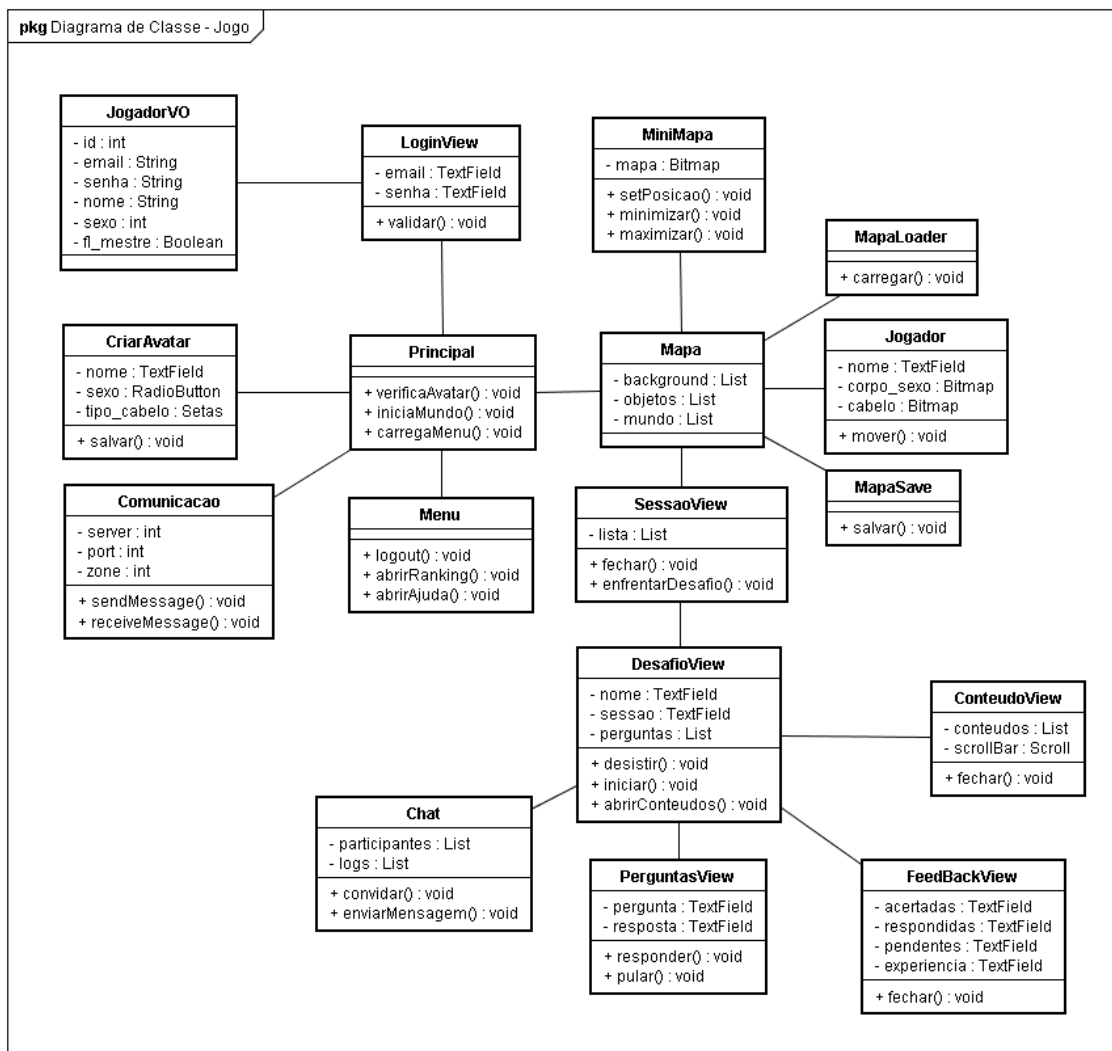 pkg Diagrama de Classe - Jogo
JogadorVO
- id : int
- email : String
- senha : String
- nome : String
- sexo : int
- fl_mestre : Boolean
LoginView
- email : TextField
- senha : TextField
+ validar() : void
MiniMapa
- mapa : Bitmap
+ setPosicao() : void
+ minimizar() : void
+ maximizar() : void
MapaLoader
+ carregar() : void
CriarAvatar
- nome : TextField
- sexo : RadioButton
- tipo_cabelo : Setas
+ salvar() : void
Principal
+ verificaAvatar() : void
+ iniciaMundo() : void
+ carregaMenu() : void
Mapa
- background : List
- objetos : List
- mundo : List
Jogador
- nome : TextField
- corpo_sexo : Bitmap
- cabelo : Bitmap
+ mover() : void
Comunicacao
- server : int
- port : int
- zone : int
+ sendMessage() : void
+ receiveMessage() : void
Menu
+ logout() : void
+ abrirRanking() : void
+ abrirAjuda() : void
SessaoView
- lista : List
+ fechar() : void
+ enfrentarDesafio() : void
MapaSave
+ salvar() : void
DesafioView
- nome : TextField
- sessao : TextField
- perguntas : List
+ desistir() : void
+ iniciar() : void
+ abrirConteudos() : void
ConteudoView
- conteudos : List
- scrollBar : Scroll
+ fechar() : void
Chat
- participantes : List
- logs : List
+ convidar() : void
+ enviarMensagem() : void
PerguntasView
- pergunta : TextField
- resposta : TextField
+ responder() : void
+ pular() : void
FeedBackView
- acertadas : TextField
- respondidas : TextField
- pendentes : TextField
- experiencia : TextField
+ fechar() : void